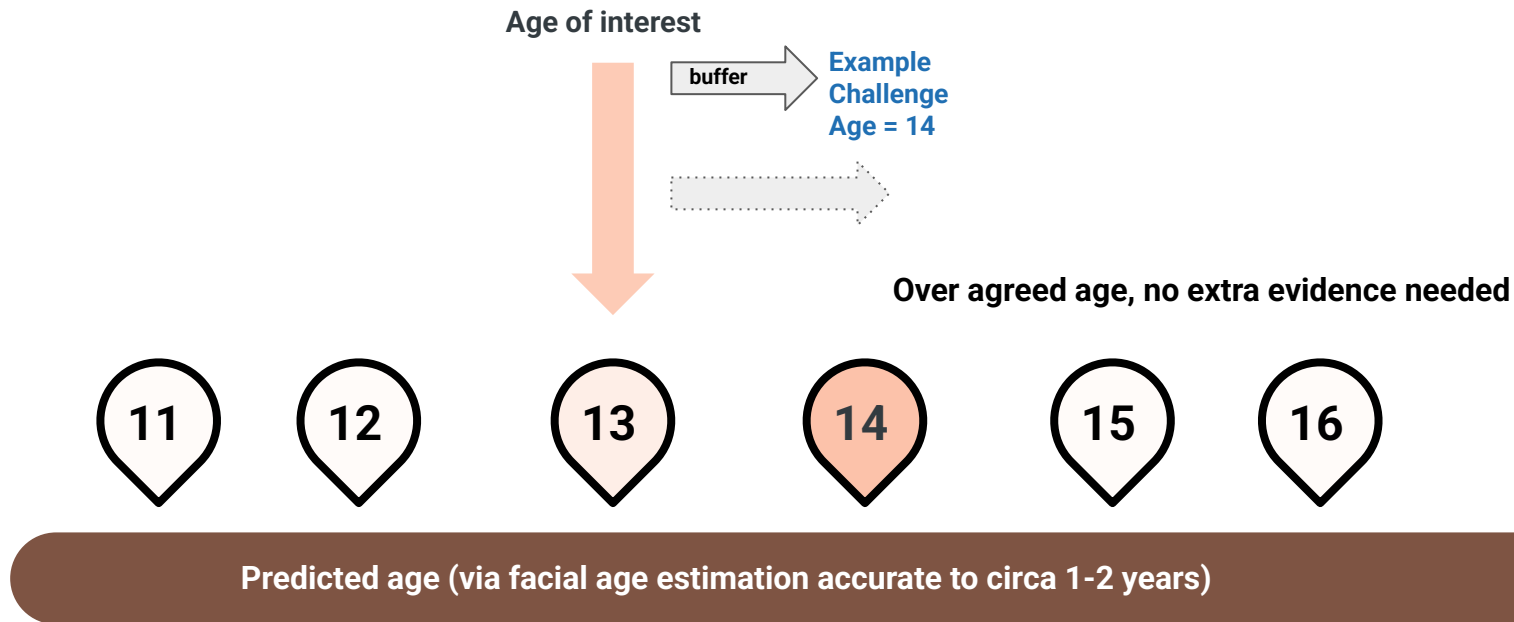 Age of interest
buffer
Example
Challenge
Age = 14
Over agreed age, no extra evidence needed
11
12
13
14
15
16
Predicted age (via facial age estimation accurate to circa 1-2 years)